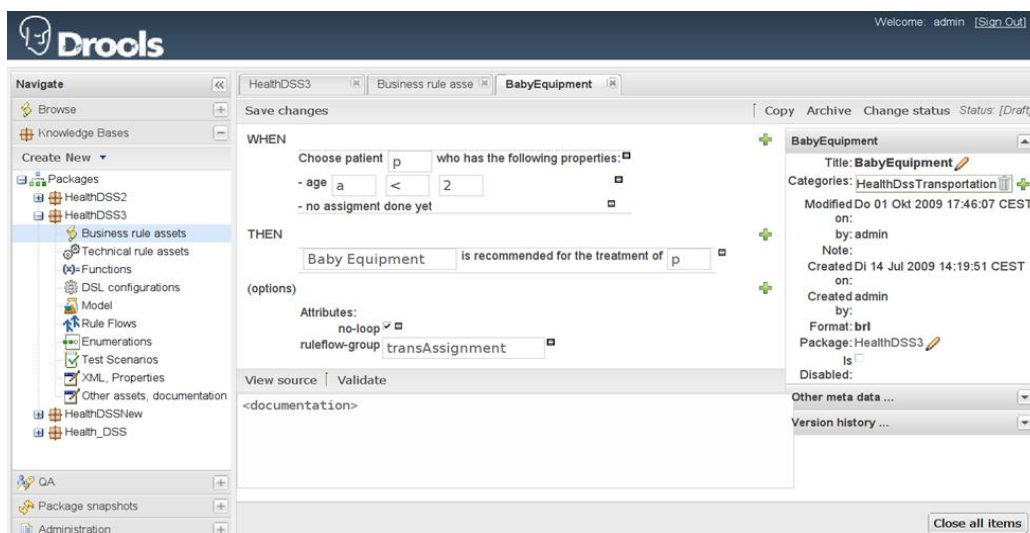 Drools
Welcome: admin [Sign Out]
Navigate
Browse
Knowledge Bases
Create New
Packages
HealthDSS2
HealthDSS3
Business rule assets
Technical rule assets
(x)=Functions
DSL configurations
Model
Rule Flows
Enumerations
Test Scenarios
XML, Properties
Other assets, documentation
HealthDSSNew
Health_DSS
QA
Package snapshots
Administration
HealthDSS3
Business rule asse
BabyEquipment
Save changes
Copy Archive Change status Status: [Draft]
WHEN
Choose patient p who has the following properties:
- age a < 2
- no assigment done yet
THEN
Baby Equipment is recommended for the treatment of p
(options)
Attributes:
no-loop
ruleflow-group transAssignment
View source Validate
<documentation>
BabyEquipment
Title: BabyEquipment
Categories: HealthDssTransportation
Modified Do 01 Okt 2009 17:46:07 CEST
on:
by: admin
Note:
Created Di 14 Jul 2009 14:19:51 CEST
on:
Created admin
by:
Format: brl
Package: HealthDSS3
Is
Disabled:
Other meta data ...
Version history ...
Close all items